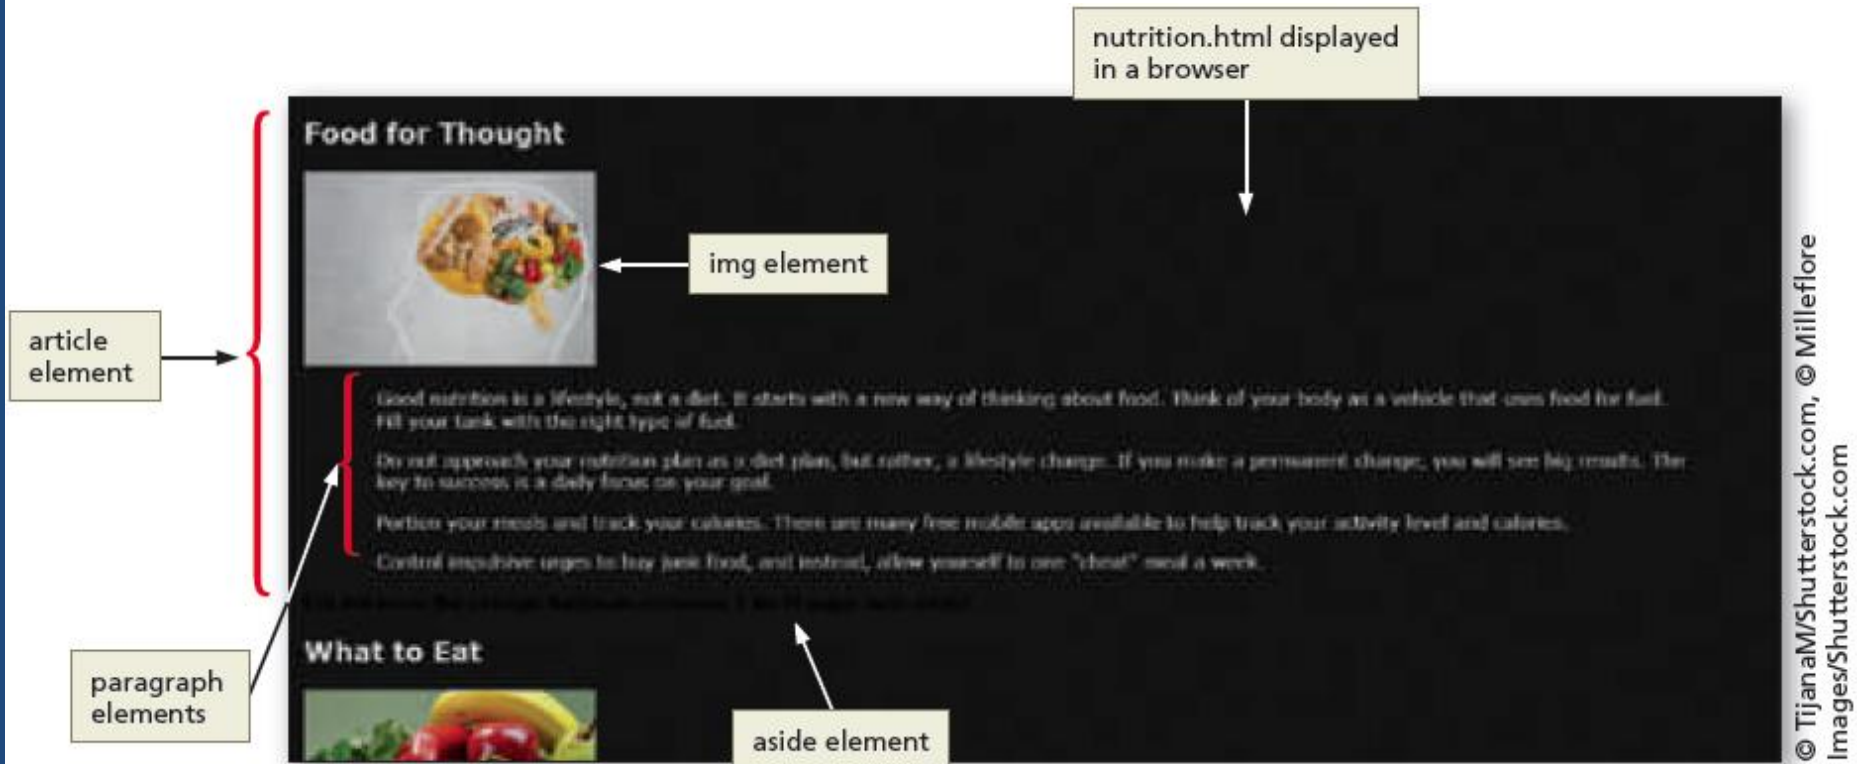 nutrition.html displayed
in a browser
Food for Thought
img element
article
element
Good nutrition is a lifestyle, not a diet. It starts with a new way of thinking about food. Think of your body as a vehicle that uses food for fuel.
Fill your tank with the right type of fuel.
Do not approach your nutrition plan as a diet plan, but rather, a lifestyle change. If you make a permanent change, you will see big results. The
key to success is a daily focus on your goal.
Portion your meals and track your calories. There are many free mobile apps available to help track your activity level and calories.
Control impulsive urges to buy junk food, and instead, allow yourself to one "cheat" meal a week.
What to Eat
paragraph
elements
aside element
© TijanaM/Shutterstock.com, © Milleflore
Images/Shutterstock.com